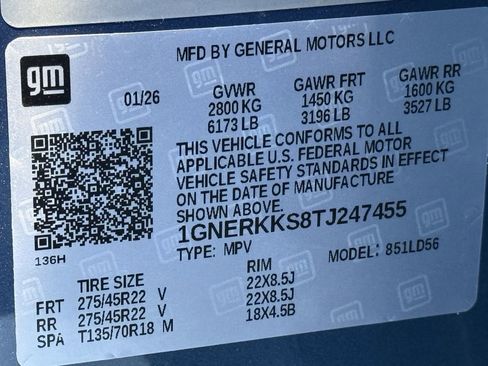 gm
MFD BY GENERAL MOTORS LLC
01/26
GVWR GAWR FRT GAWR RR
2800 KG 1450 KG 1600 KG
6173 LB 3196 LB 3527 LB
THIS VEHICLE CONFORMS TO ALL
APPLICABLE U.S. FEDERAL MOTOR
VEHICLE SAFETY STANDARDS IN EFFECT
ON THE DATE OF MANUFACTURE
SHOWN ABOVE.
1GNERKKS8TJ247455
136H
TYPE: MPV MODEL: 851LD56
TIRE SIZE RIM
FRT 275/45R22 V 22X8.5J
RR 275/45R22 V 22X8.5J
SPA T135/70R18 M 18X4.5B